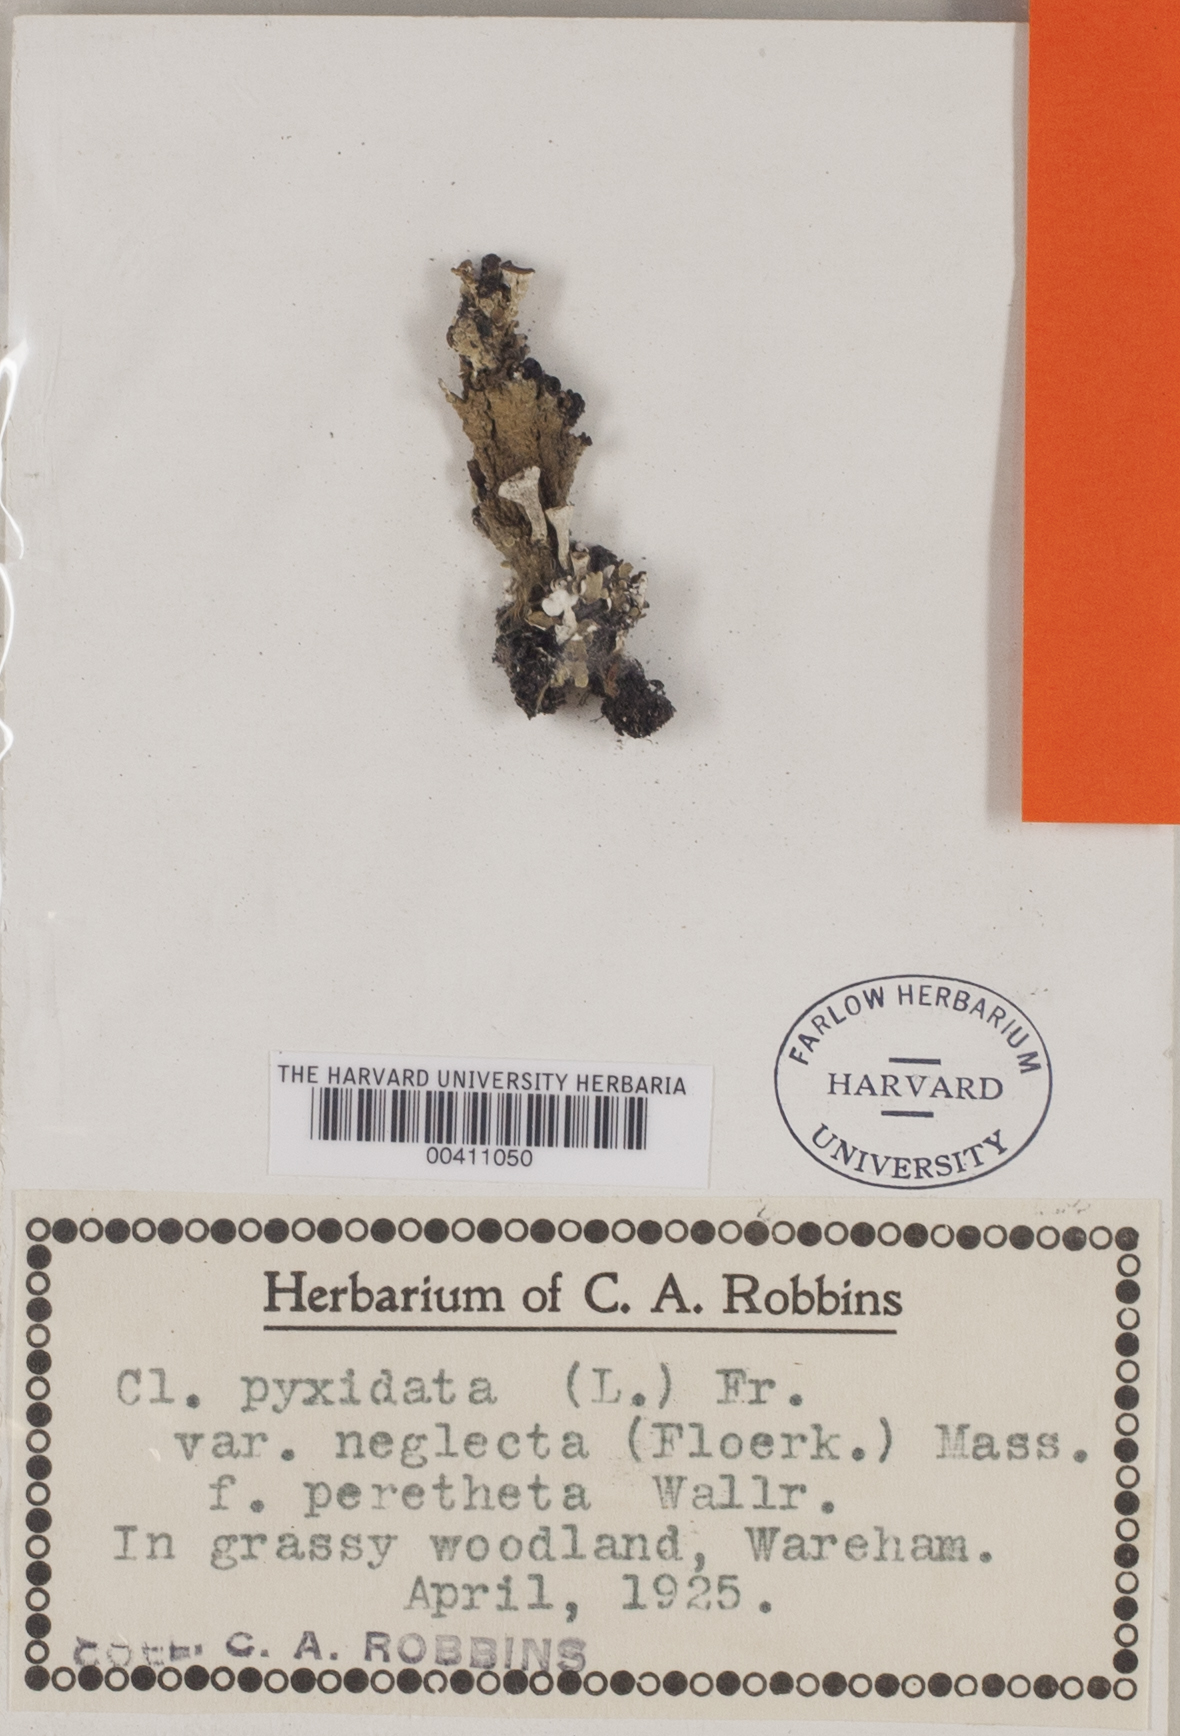 FARLOW HERBARIUM
HARVARD
UNIVERSITY
THE HARVARD UNIVERSITY HERBARIA
00411050
Herbarium of C. A. Robbins
Cl. pyxidata (L.) Fr.
var. neglecta (Floerk.) Mass.
f. peretheta Wallr.
In grassy woodland, Wareham.
April, 1925.
COLL. C. A. ROBBINS